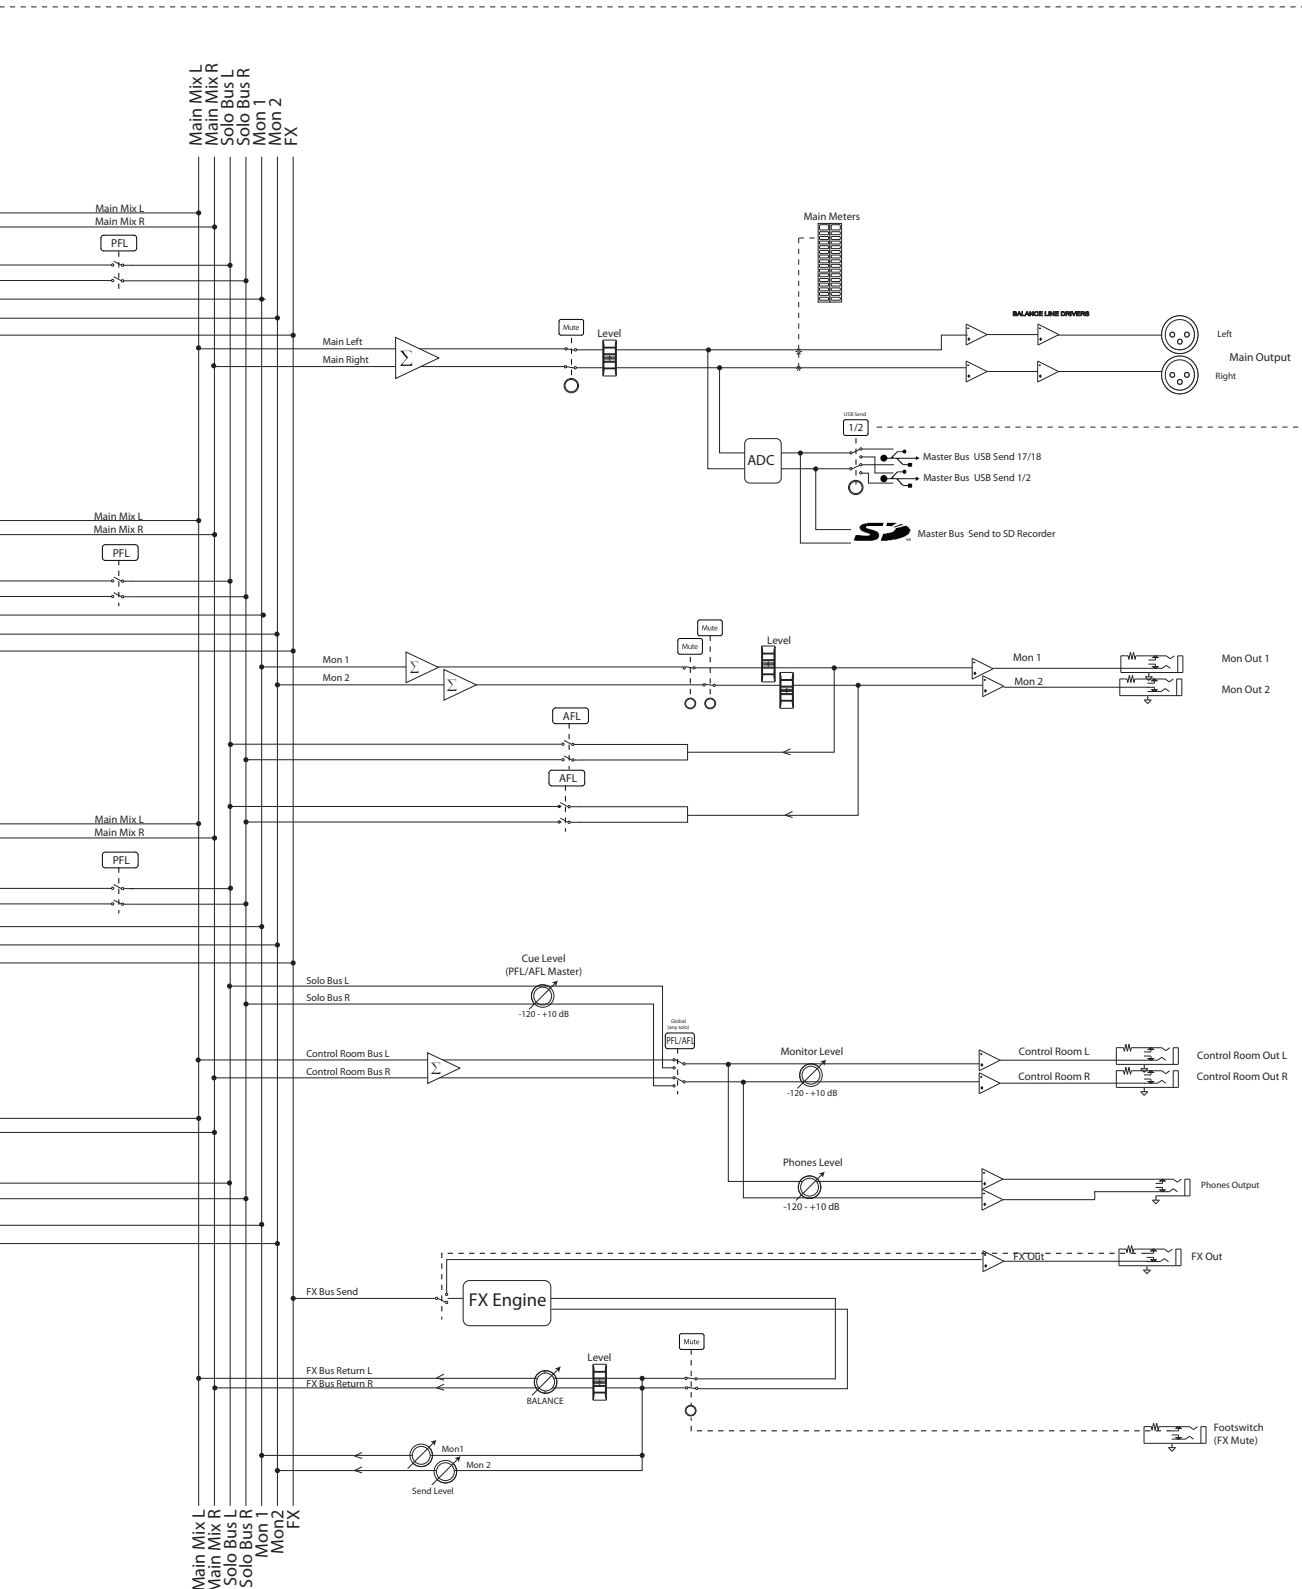 Main Mix L
Main Mix R
Solo Bus L
Solo Bus R
Mon 1
Mon 2
FX
Main Mix L
Main Mix R
PFL
Main Meters
BALANCE LINE DRIVERS
Mute
Level
Left
Main Left
Main Right
Σ
Main Output
Right
USB Send
1/2
ADC
Master Bus USB Send 17/18
Master Bus USB Send 1/2
Main Mix L
Main Mix R
SD
Master Bus Send to SD Recorder
PFL
Mute
Mute
Level
Mon 1
Σ
Mon 1
Mon Out 1
Mon 2
Σ
Mon 2
Mon Out 2
AFL
AFL
Main Mix L
Main Mix R
PFL
Cue Level
(PFL/AFL Master)
Solo Bus L
Solo Bus R
-120 - +10 dB
Global
(any solo)
PFL/AFL
Control Room Bus L
Control Room Bus R
Σ
Monitor Level
-120 - +10 dB
Control Room L
Control Room Out L
Control Room R
Control Room Out R
Phones Level
-120 - +10 dB
Phones Output
FX Out
FX Out
FX Bus Send
FX Engine
Mute
Level
FX Bus Return L
FX Bus Return R
BALANCE
Footswitch
(FX Mute)
Mon1
Mon 2
Send Level
Main Mix L
Main Mix R
Solo Bus L
Solo Bus R
Mon 1
Mon2
FX